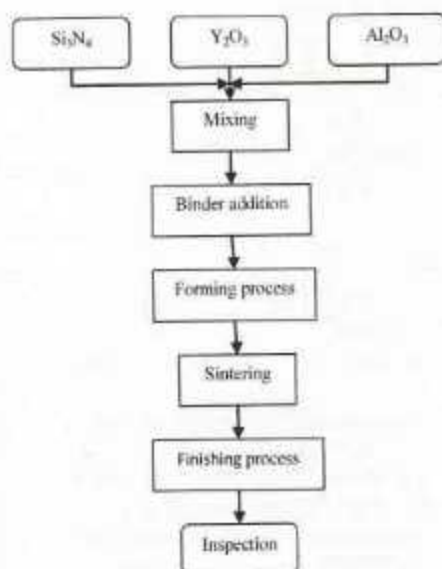 Si₃N₄
Y₂O₃
Al₂O₃
Mixing
Binder addition
Forming process
Sintering
Finishing process
Inspection